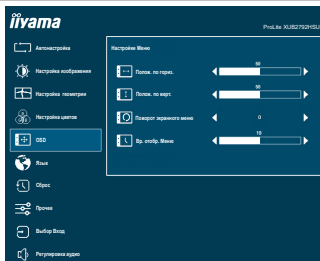 iiyama
ProLite XUB2792HSU
Автонастройка
Настройка изображения
Настройка геометрии
Настройка цветов
OSD
Язык
Сброс
Прочее
Выбор Вход
Регулировка аудио
Настройки Меню
Полож. по гориз.
50
Полож. по верт.
50
Поворот экранного меню
0
Вр. отобр. Меню
10